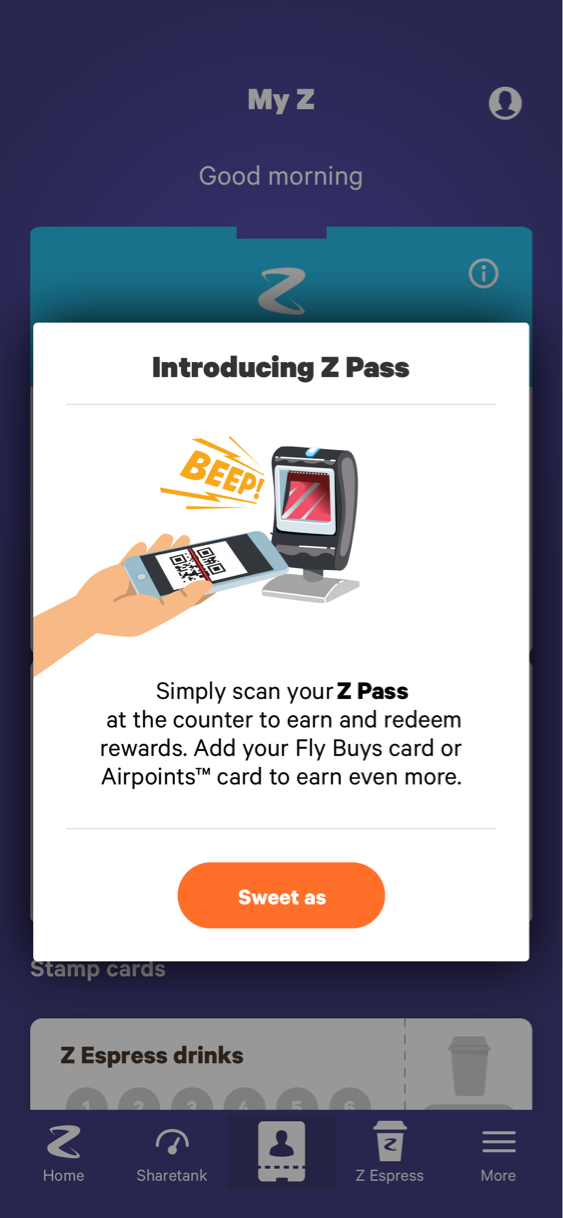 My Z
Good morning
Introducing Z Pass
BEEP!
Simply scan your Z Pass
at the counter to earn and redeem
rewards. Add your Fly Buys card or
Airpoints™ card to earn even more.
Sweet as
Stamp cards
Z Express drinks
1 2 3 4 5 6
Home Sharetank Z Express More